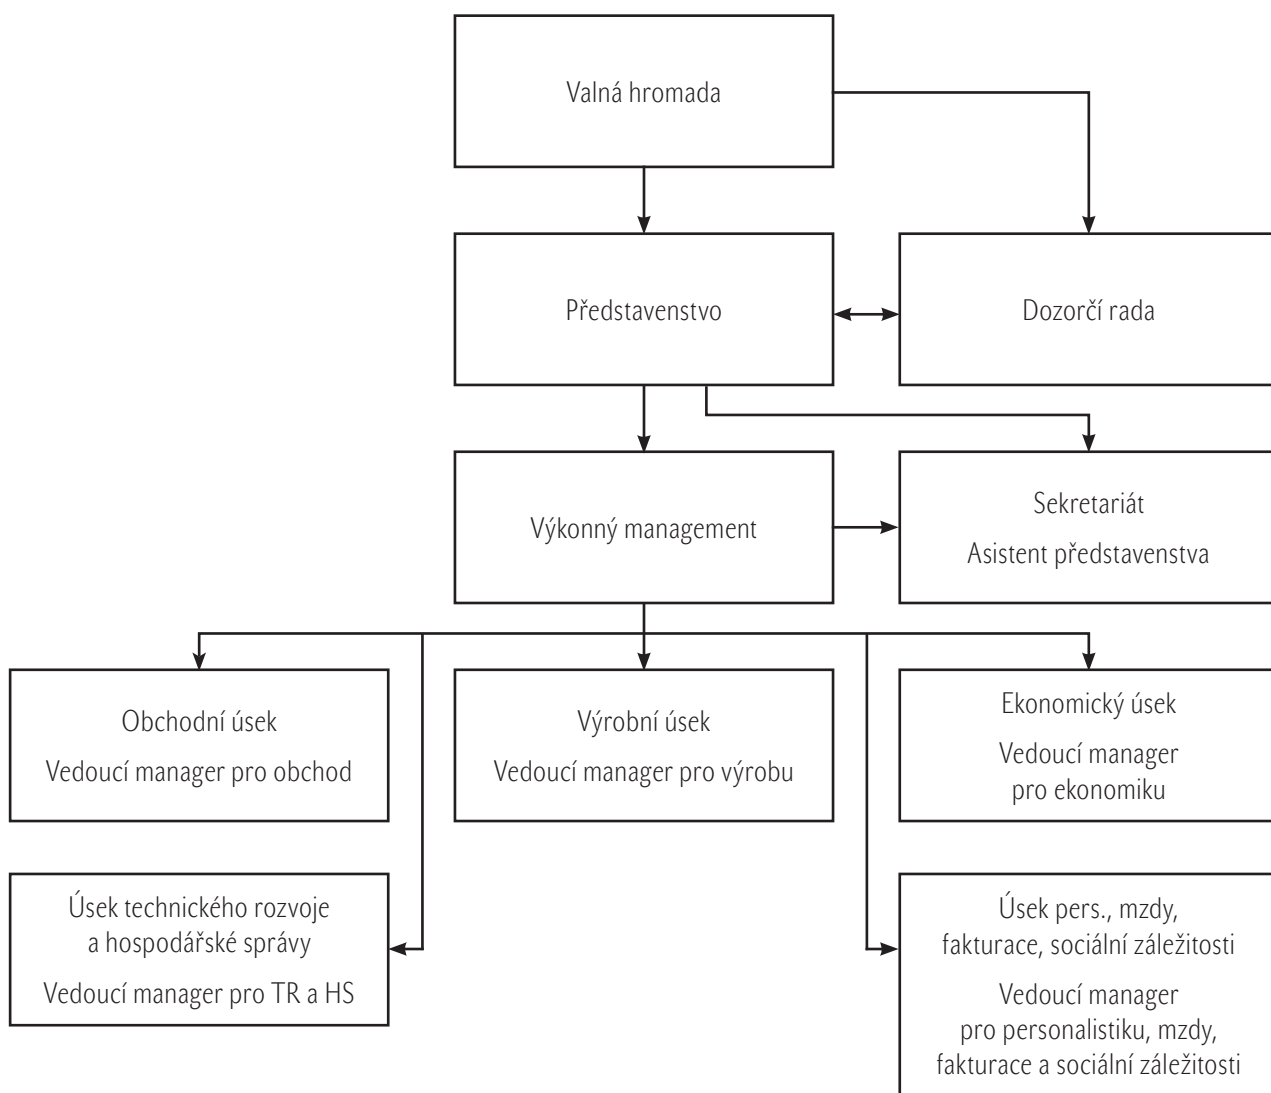 Valná hromada
Představenstvo
Dozorčí rada
Výkonný management
Sekretariát
Asistent představenstva
Obchodní úsek
Vedoucí manager pro obchod
Výrobní úsek
Vedoucí manager pro výrobu
Ekonomický úsek
Vedoucí manager
pro ekonomiku
Úsek technického rozvoje
a hospodářské správy
Vedoucí manager pro TR a HS
Úsek pers., mzdy,
fakturace, sociální záležitosti
Vedoucí manager
pro personalistiku, mzdy,
fakturace a sociální záležitosti